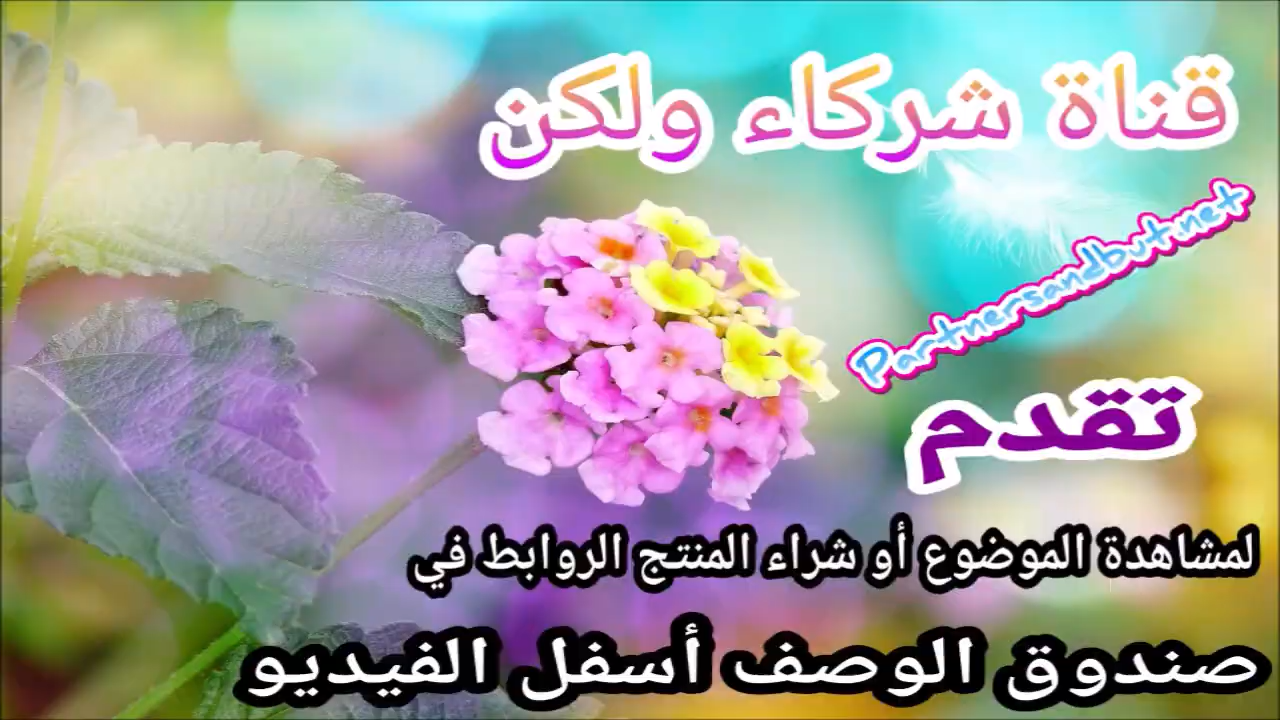 قناة شركاء ولكن
Partnersandbut.net
تقدم
لمشاهدة الموضوع أو شراء المنتج الروابط في
صندوق الوصف أسفل الفيديو